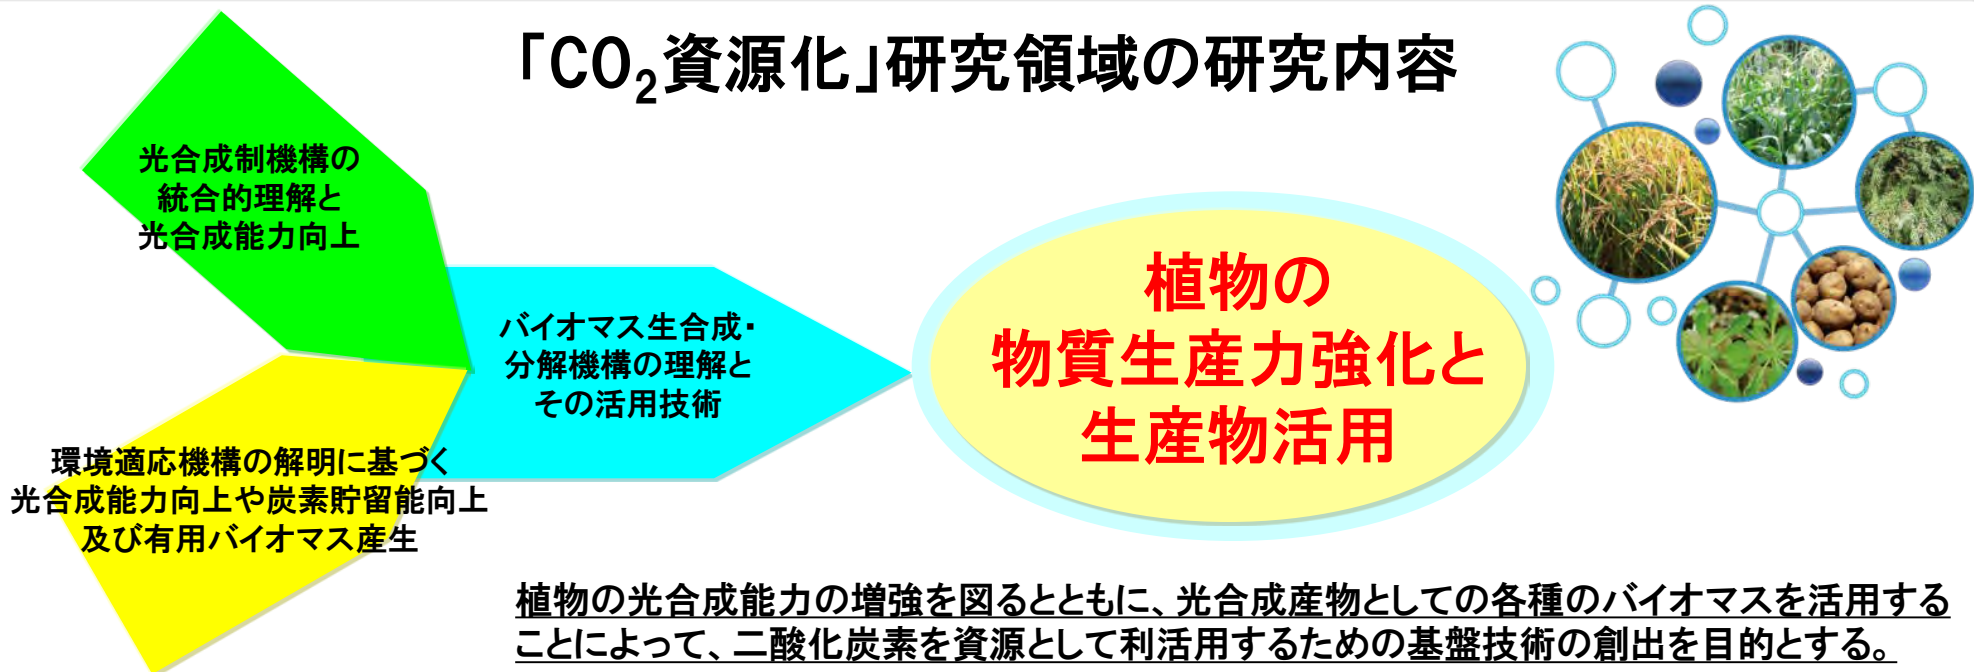 「CO₂資源化」研究領域の研究内容
光合成制機構の
統合的理解と
光合成能力向上
バイオマス生合成・
分解機構の理解と
その活用技術
環境適応機構の解明に基づく
光合成能力向上や炭素貯留能向上
及び有用バイオマス産生
植物の
物質生産力強化と
生産物活用
植物の光合成能力の増強を図るとともに、光合成産物としての各種のバイオマスを活用する
ことによって、二酸化炭素を資源として利活用するための基盤技術の創出を目的とする。